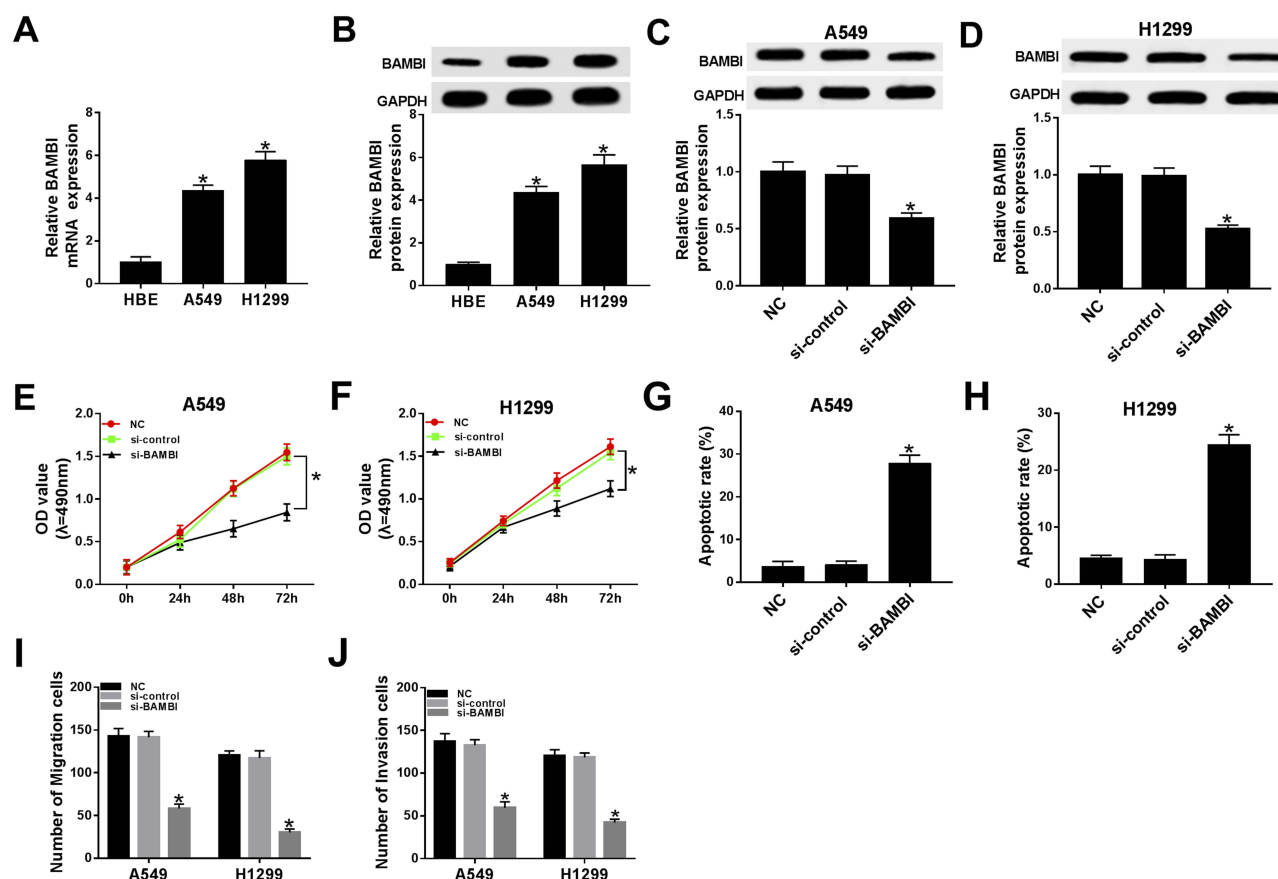 A
Relative BAMBI
mRNA expression
8
6
4
2
0
*
*
HBE
A549
H1299
B
BAMBI
GAPDH
Relative BAMBI
protein expression
8
6
4
2
0
*
*
HBE
A549
H1299
C
A549
BAMBI
GAPDH
Relative BAMBI
protein expression
1.5
1.0
0.5
0.0
*
NC
si-control
si-BAMBI
D
H1299
BAMBI
GAPDH
Relative BAMBI
protein expression
1.5
1.0
0.5
0.0
*
NC
si-control
si-BAMBI
E
A549
OD value
(λ=490nm)
2.0
1.5
1.0
0.5
0.0
NC
si-control
si-BAMBI
*
0h
24h
48h
72h
F
H1299
OD value
(λ=490nm)
2.0
1.5
1.0
0.5
0.0
NC
si-control
si-BAMBI
*
0h
24h
48h
72h
G
A549
Apoptotic rate (%)
40
30
20
10
0
*
NC
si-control
si-BAMBI
H
H1299
Apoptotic rate (%)
30
20
10
0
*
NC
si-control
si-BAMBI
I
Number of Migration cells
200
150
100
50
0
NC
si-control
si-BAMBI
*
*
A549
H1299
J
Number of Invasion cells
200
150
100
50
0
NC
si-control
si-BAMBI
*
*
A549
H1299